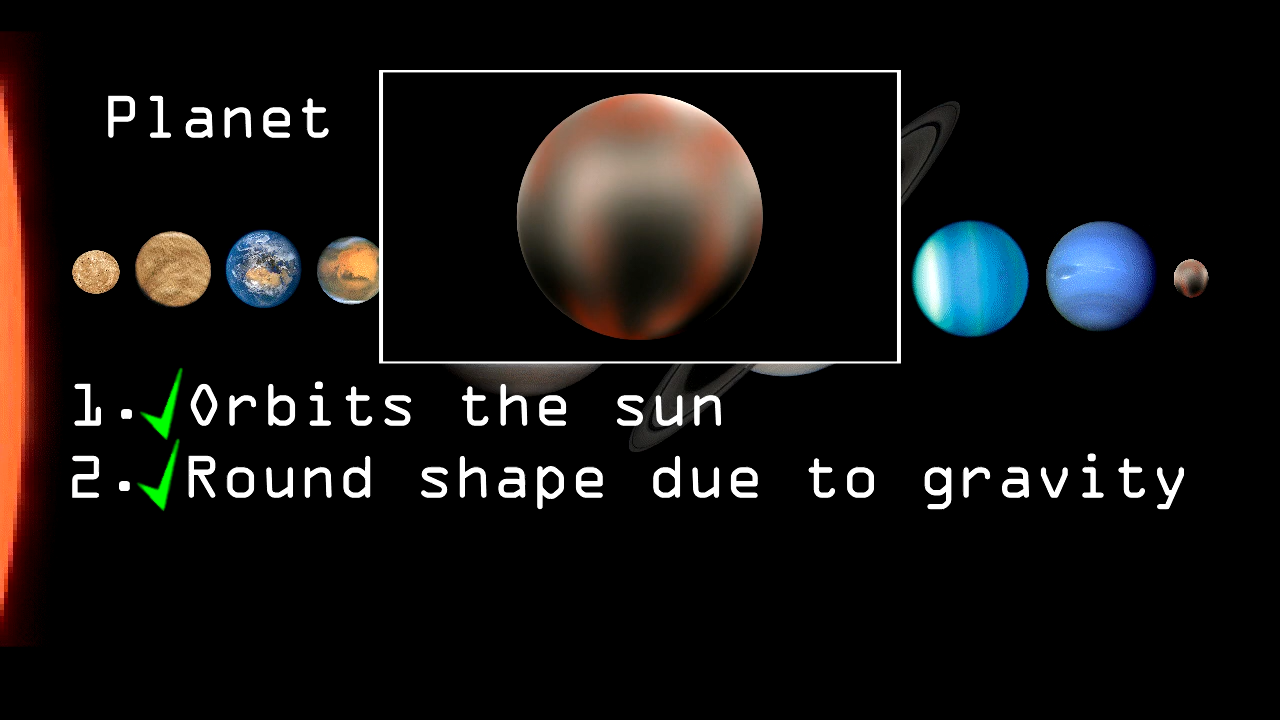 Planet
1. Orbits the sun
2. Round shape due to gravity